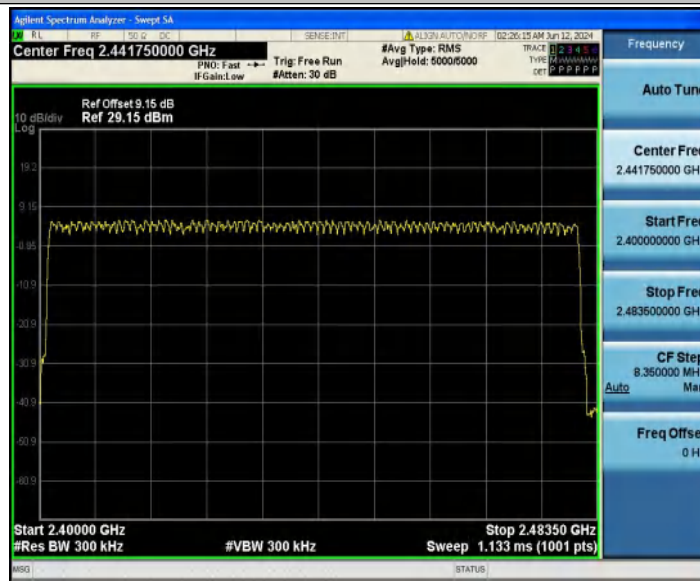 Agilent Spectrum Analyzer - Swept SA
RL RF 50 Ω DC SENSE:INT ALIGN AUTO/NO RF 02:26:15 AM Jun 12, 2024
Center Freq 2.441750000 GHz
PNO: Fast
IFGain:Low
Trig: Free Run
#Atten: 30 dB
#Avg Type: RMS
Avg|Hold: 5000/5000
TRACE 1 2 3 4 5 6
TYPE M
DET P P P P P P
Ref Offset 9.15 dB
10 dB/div Ref 29.15 dBm
Log
19.2
9.15
-0.85
-10.9
-20.9
-30.9
-40.9
-50.9
-60.9
Start 2.40000 GHz Stop 2.48350 GHz
#Res BW 300 kHz #VBW 300 kHz Sweep 1.133 ms (1001 pts)
MSG STATUS
Frequency
Auto Tun
Center Fre
2.441750000 GH
Start Fre
2.400000000 GH
Stop Fre
2.483500000 GH
CF Step
8.350000 MH
Auto Ma
Freq Offse
0 H